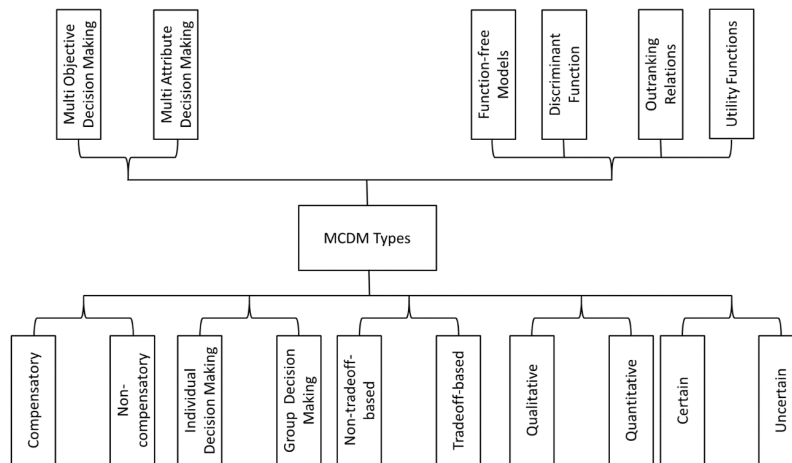 Multi Objective
Decision Making
Multi Attribute
Decision Making
Function-free
Models
Discriminant
Function
Outranking
Relations
Utility Functions
MCDM Types
Compensatory
Non-
compensatory
Individual
Decision Making
Group Decision
Making
Non-tradeoff-
based
Tradeoff-based
Qualitative
Quantitative
Certain
Uncertain